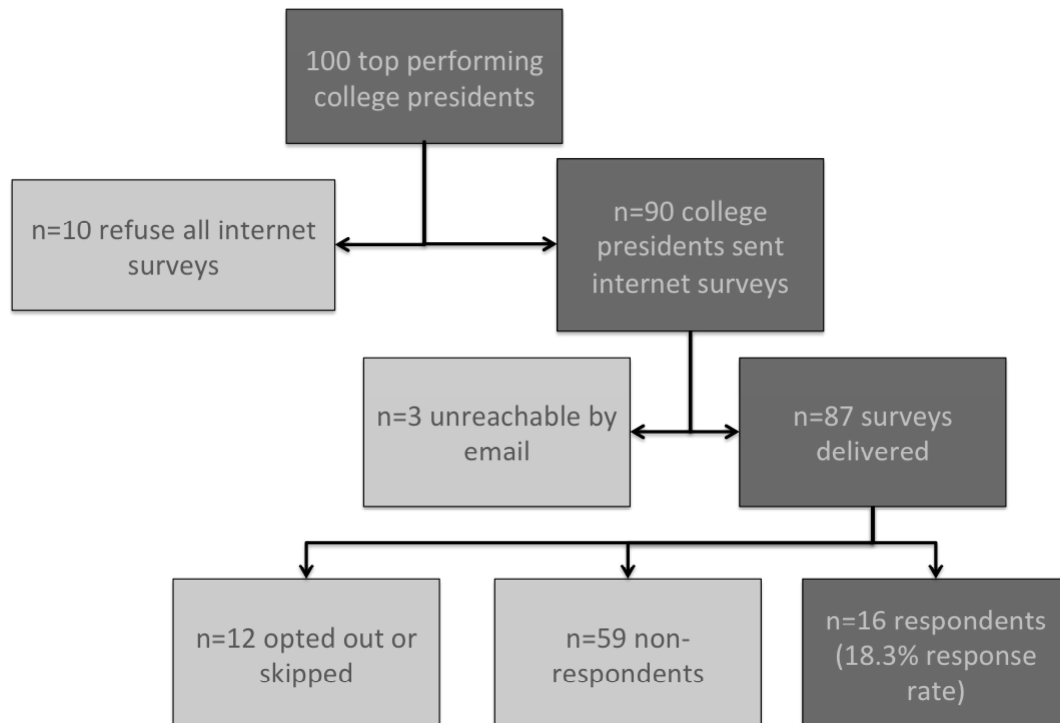 100 top performing
college presidents
n=10 refuse all internet
surveys
n=90 college
presidents sent
internet surveys
n=3 unreachable by
email
n=87 surveys
delivered
n=12 opted out or
skipped
n=59 non-
respondents
n=16 respondents
(18.3% response
rate)